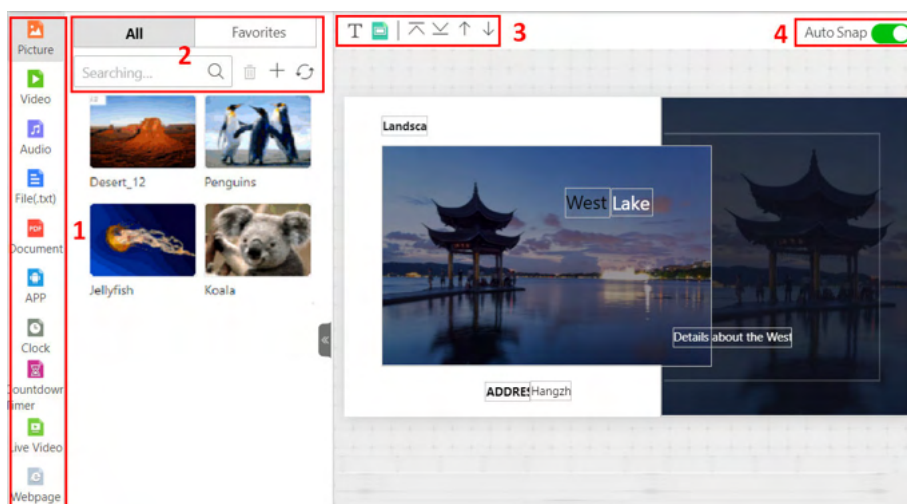 Picture
Video
Audio
File(.txt)
PDF
Document
APP
Clock
Countdown
Timer
Live Video
Webpage
1
All
Favorites
2
Searching...
Desert_12
Penguins
Jellyfish
Koala
T
3
4
Auto Snap
Landsca
West Lake
Details about the West
ADDRES
Hangzh